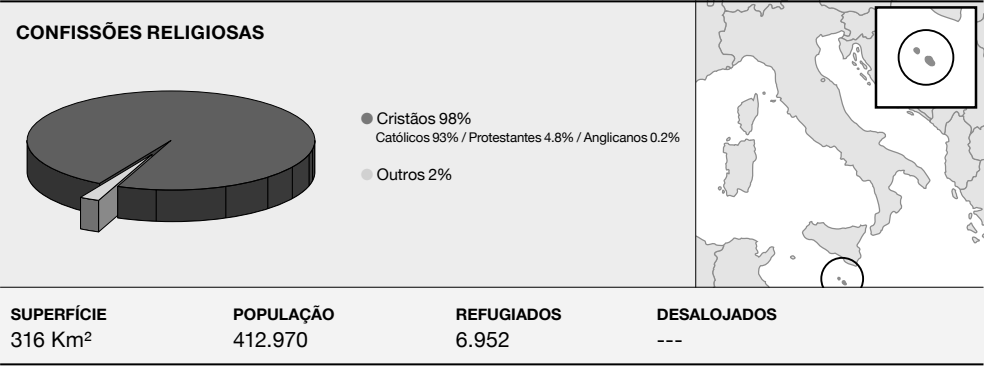 CONFISSÕES RELIGIOSAS
Cristãos 98%
Católicos 93% / Protestantes 4.8% / Anglicanos 0.2%
Outros 2%
SUPERFÍCIE
316 Km²
POPULAÇÃO
412.970
REFUGIADOS
6.952
DESALOJADOS
---